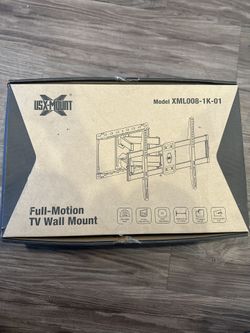 USX-MOUNT
Model XML008-1K-01
Full-Motion
TV Wall Mount